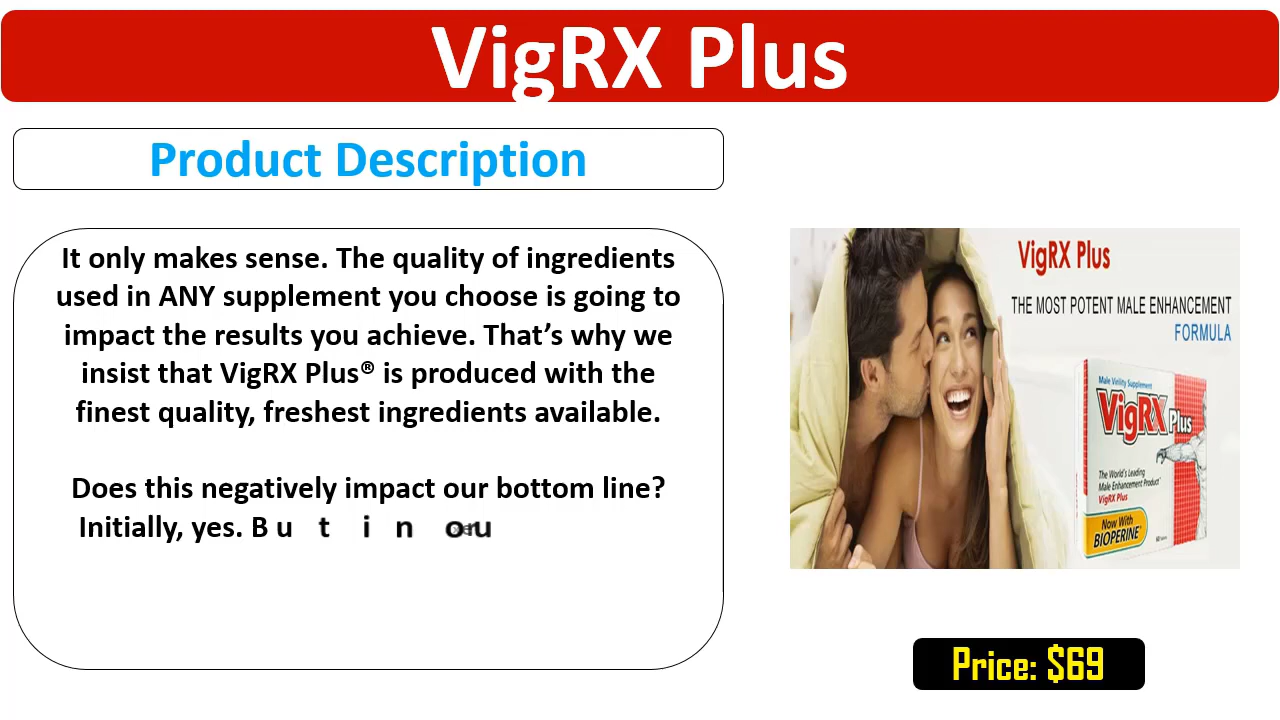 VigRX Plus
Product Description
It only makes sense. The quality of ingredients
used in ANY supplement you choose is going to
impact the results you achieve. That’s why we
insist that VigRX Plus® is produced with the
finest quality, freshest ingredients available.
Does this negatively impact our bottom line?
Initially, yes. B u t i n o u
VigRX Plus
THE MOST POTENT MALE ENHANCEMENT
FORMULA
Male Virility Supplement
VigRX Plus
The World's Leading
Male Enhancement Product
VigRX Plus
Now With
BIOPERINE
Price: $69